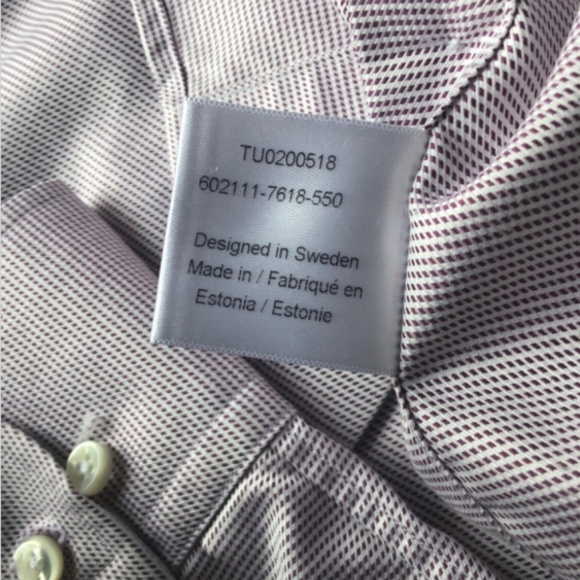 TU0200518
602111-7618-550
Designed in Sweden
Made in / Fabriqué en
Estonia / Estonie